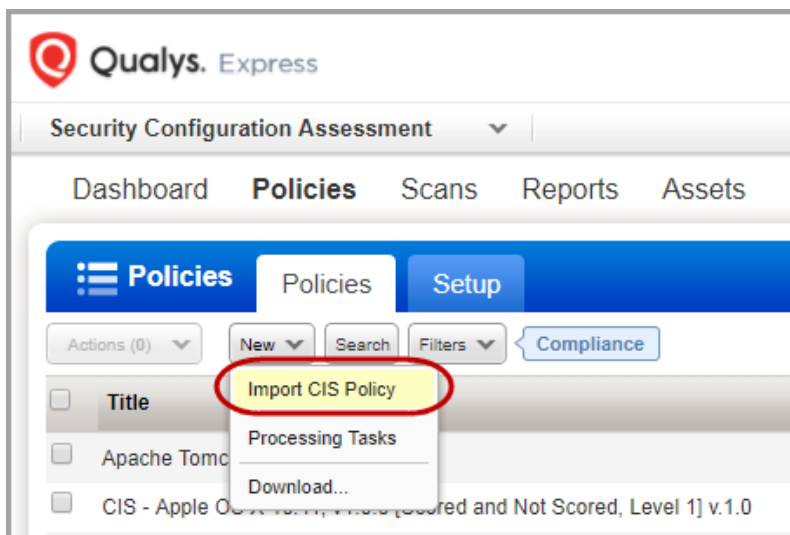 Qualys. Express
Security Configuration Assessment
Dashboard Policies Scans Reports Assets
Policies Policies Setup
Actions (0) New Search Filters Compliance
Import CIS Policy
Title
Processing Tasks
Apache Tomc
Download...
CIS - Apple and Not Scored, Level 1] v.1.0